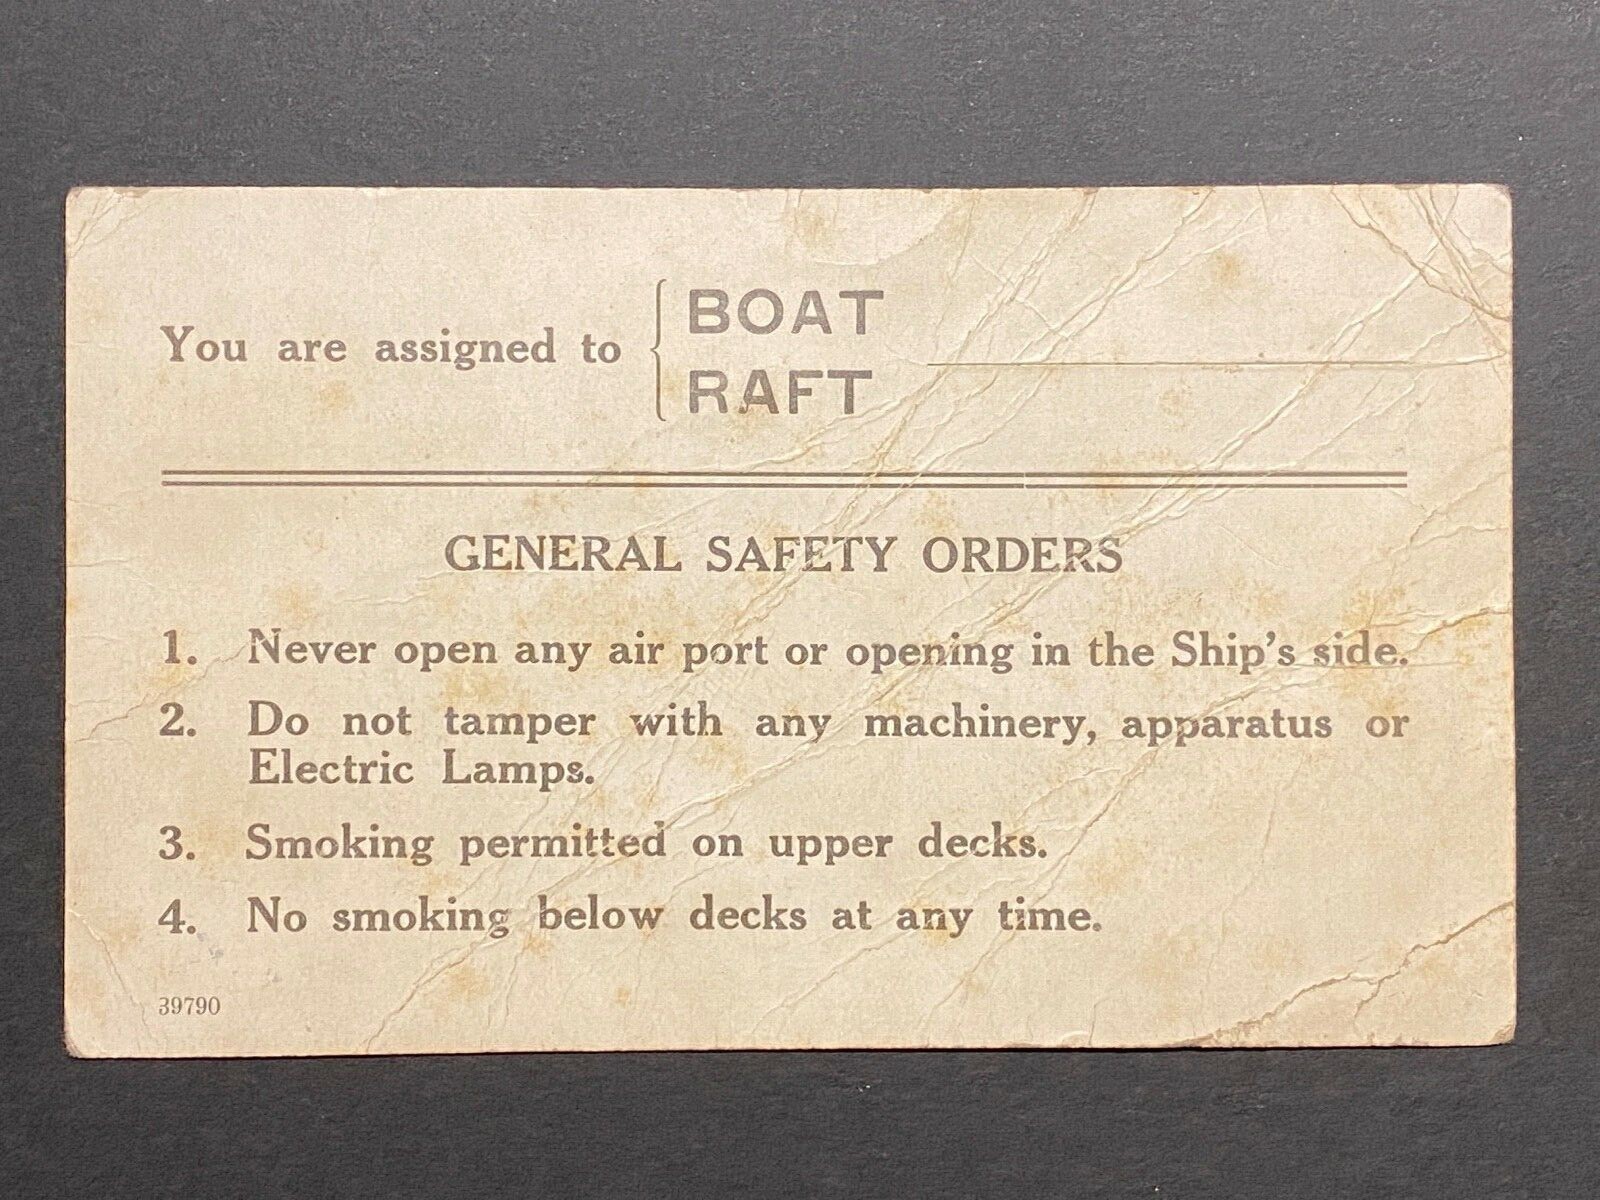 You are assigned to { BOAT
RAFT
GENERAL SAFETY ORDERS
1. Never open any air port or opening in the Ship's side.
2. Do not tamper with any machinery, apparatus or
Electric Lamps.
3. Smoking permitted on upper decks.
4. No smoking below decks at any time.
39790